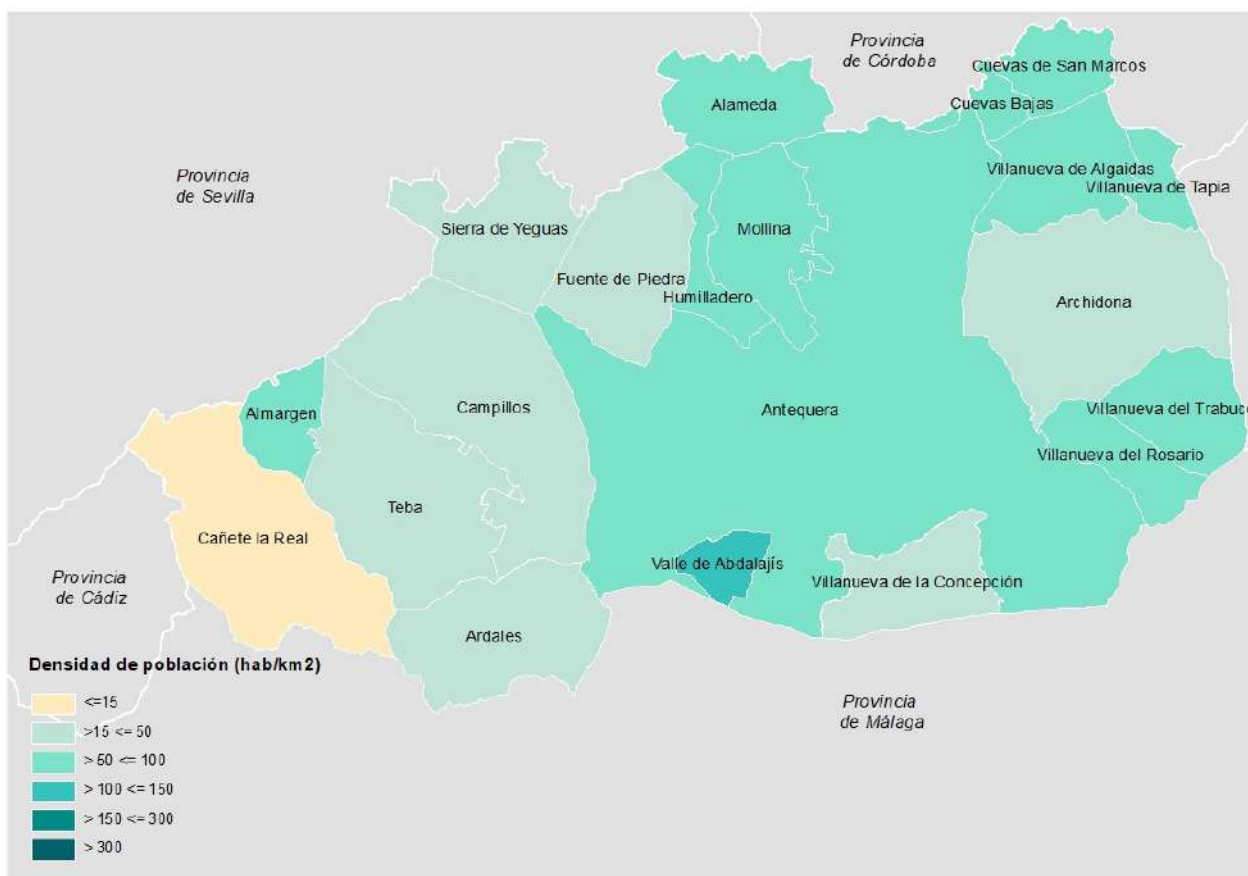 Provincia
de Córdoba
Cuevas de San Marcos
Cuevas Bajas
Alameda
Provincia
de Sevilla
Villanueva de Algaidas
Villanueva de Tapia
Sierra de Yeguas
Mollina
Fuente de Piedra
Humilladero
Archidona
Almargen
Campillos
Antequera
Villanueva del Trabuco
Villanueva del Rosario
Teba
Cañete la Real
Valle de Abdalajís
Villanueva de la Concepción
Provincia
de Cádiz
Ardales
Provincia
de Málaga
Densidad de población (hab/km2)
<=15
>15 <= 50
> 50 <= 100
> 100 <= 150
> 150 <= 300
> 300